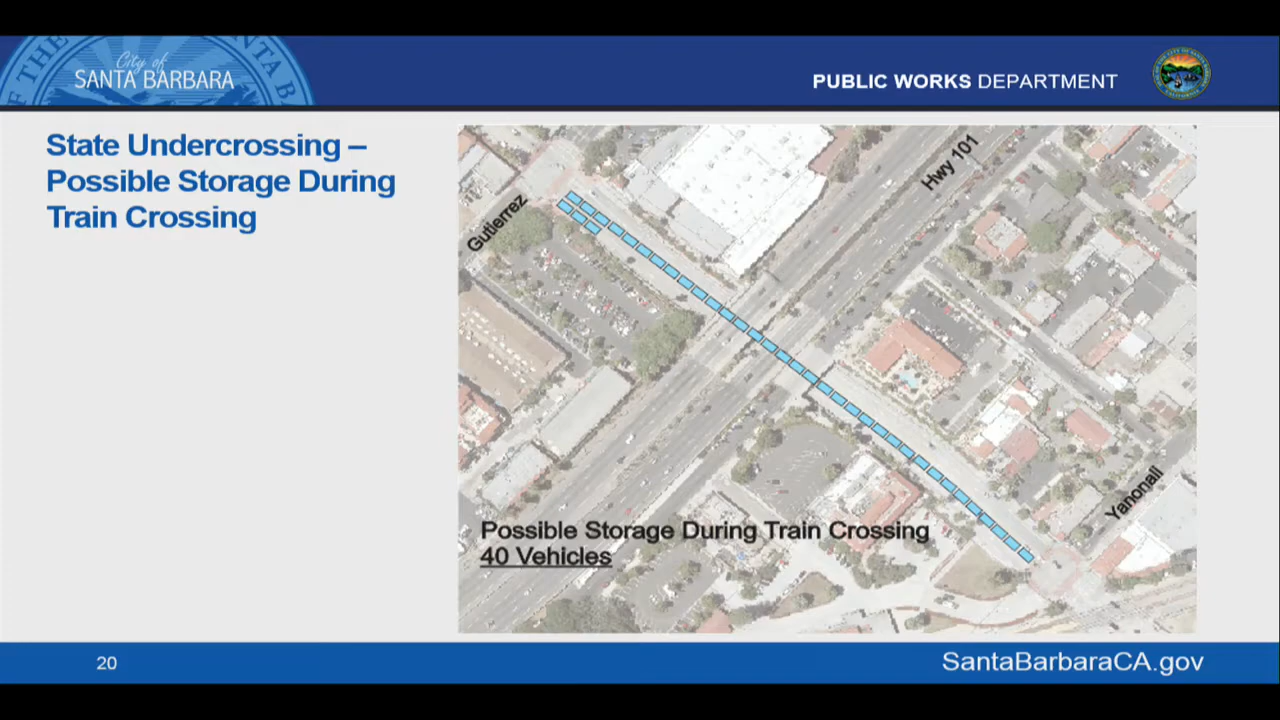 City of
SANTA BARBARA
PUBLIC WORKS DEPARTMENT
State Undercrossing –
Possible Storage During
Train Crossing
Hwy 101
Gutierrez
Yanonali
Possible Storage During Train Crossing
40 Vehicles
20
SantaBarbaraCA.gov